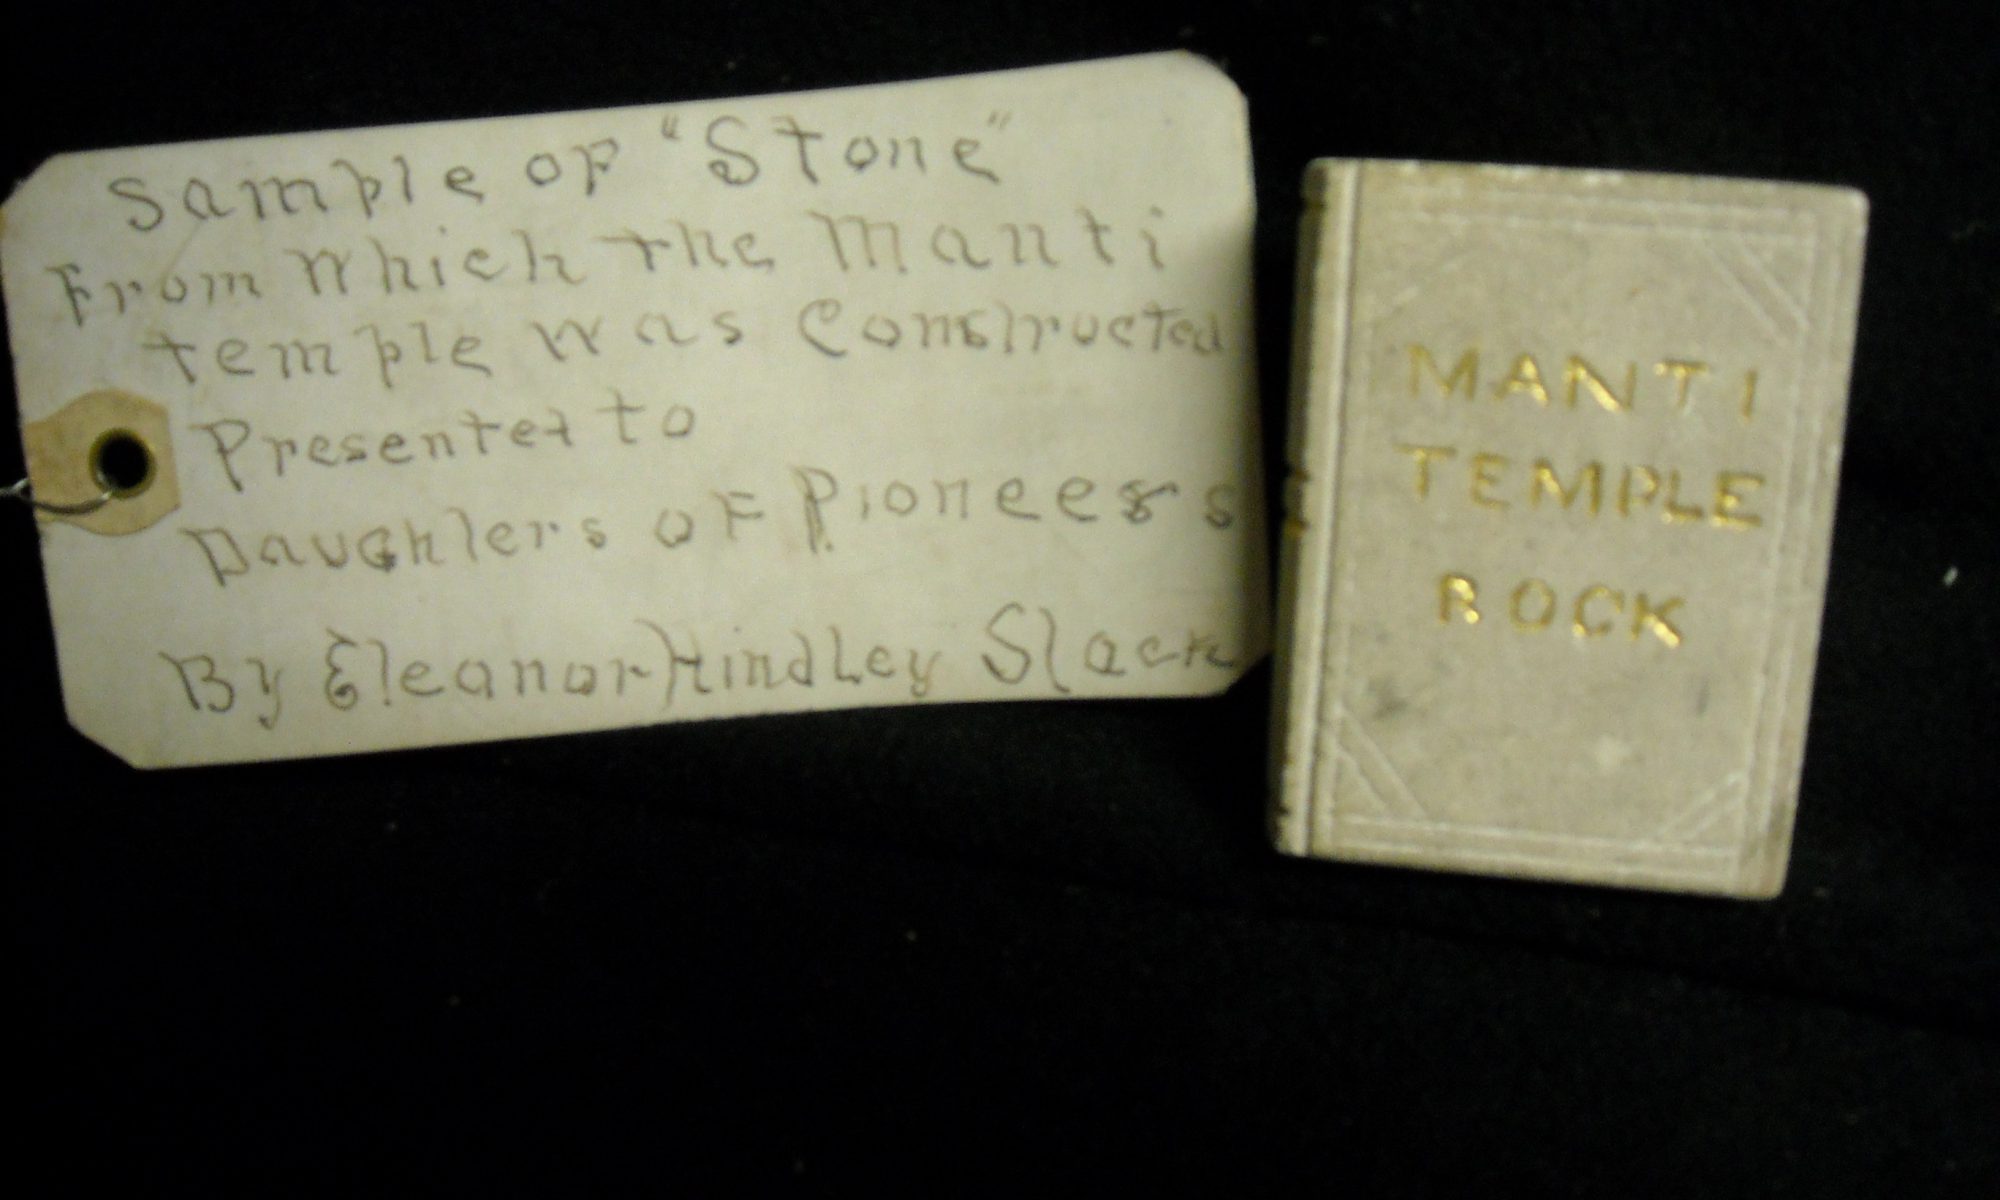 Sample of "Stone"
From Which the Manti
temple was Constructed
Presented to
Daughters of Pioneers
By Eleanor Hindley Slack
MANTI
TEMPLE
ROCK